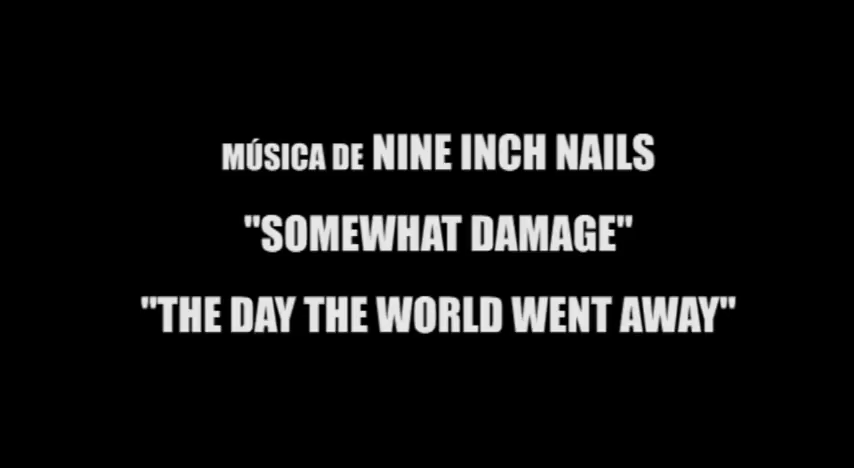 MÚSICA DE NINE INCH NAILS
"SOMEWHAT DAMAGE"
"THE DAY THE WORLD WENT AWAY"